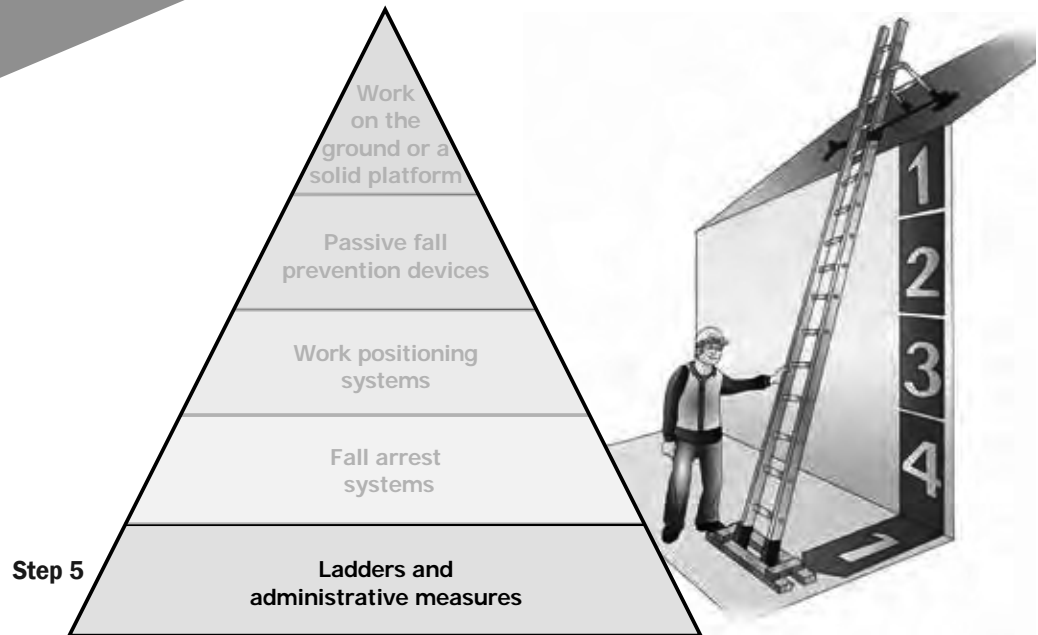 Work
on the
ground or a
solid platform
Passive fall
prevention devices
Work positioning
systems
Fall arrest
systems
Step 5
Ladders and
administrative measures
1
2
3
4
1